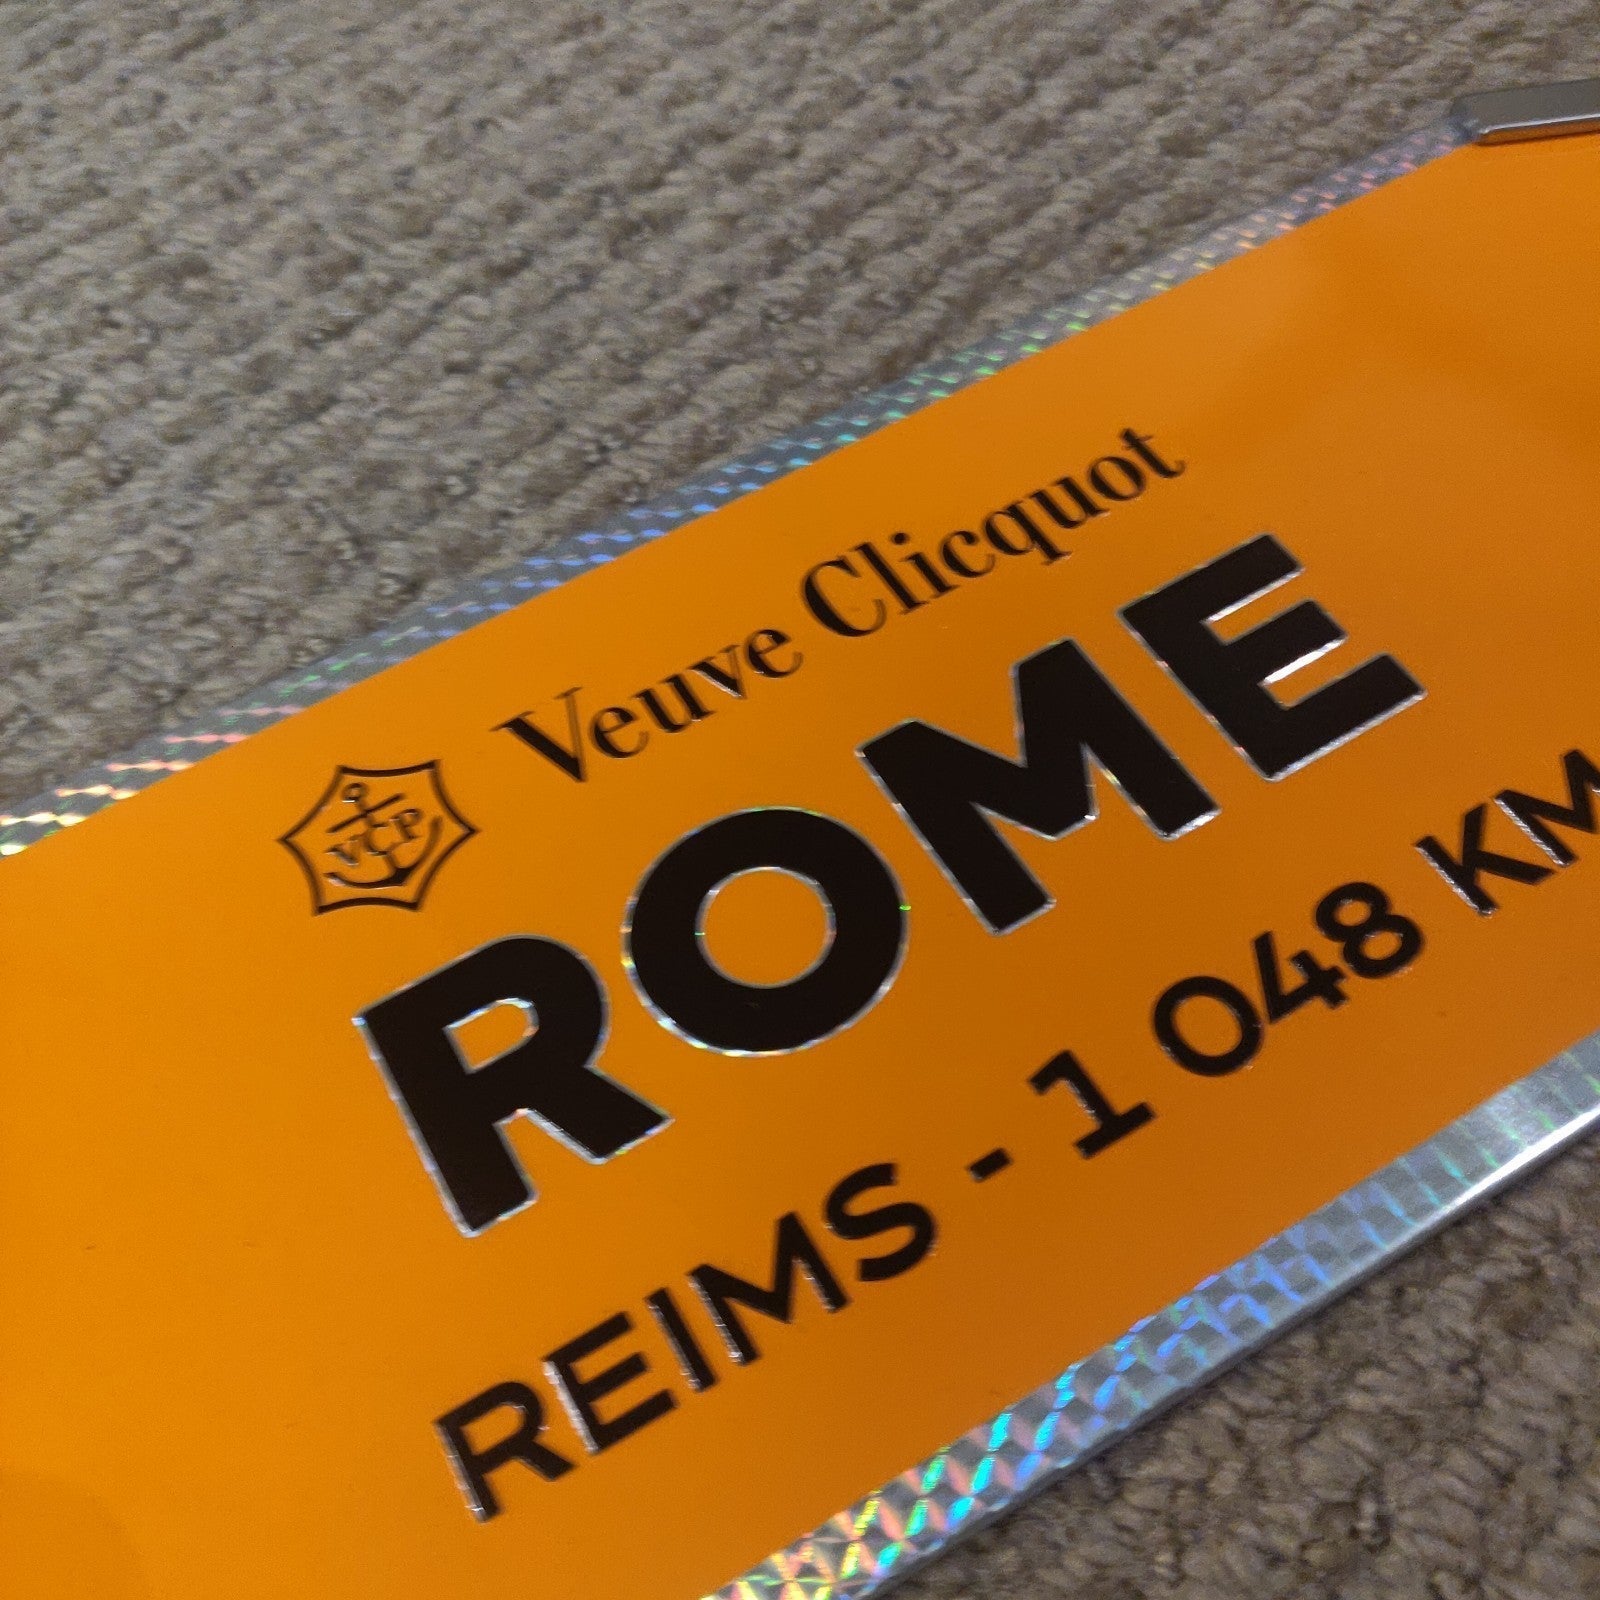 Veuve Clicquot
VCP
ROME
REIMS - 1 048 KM